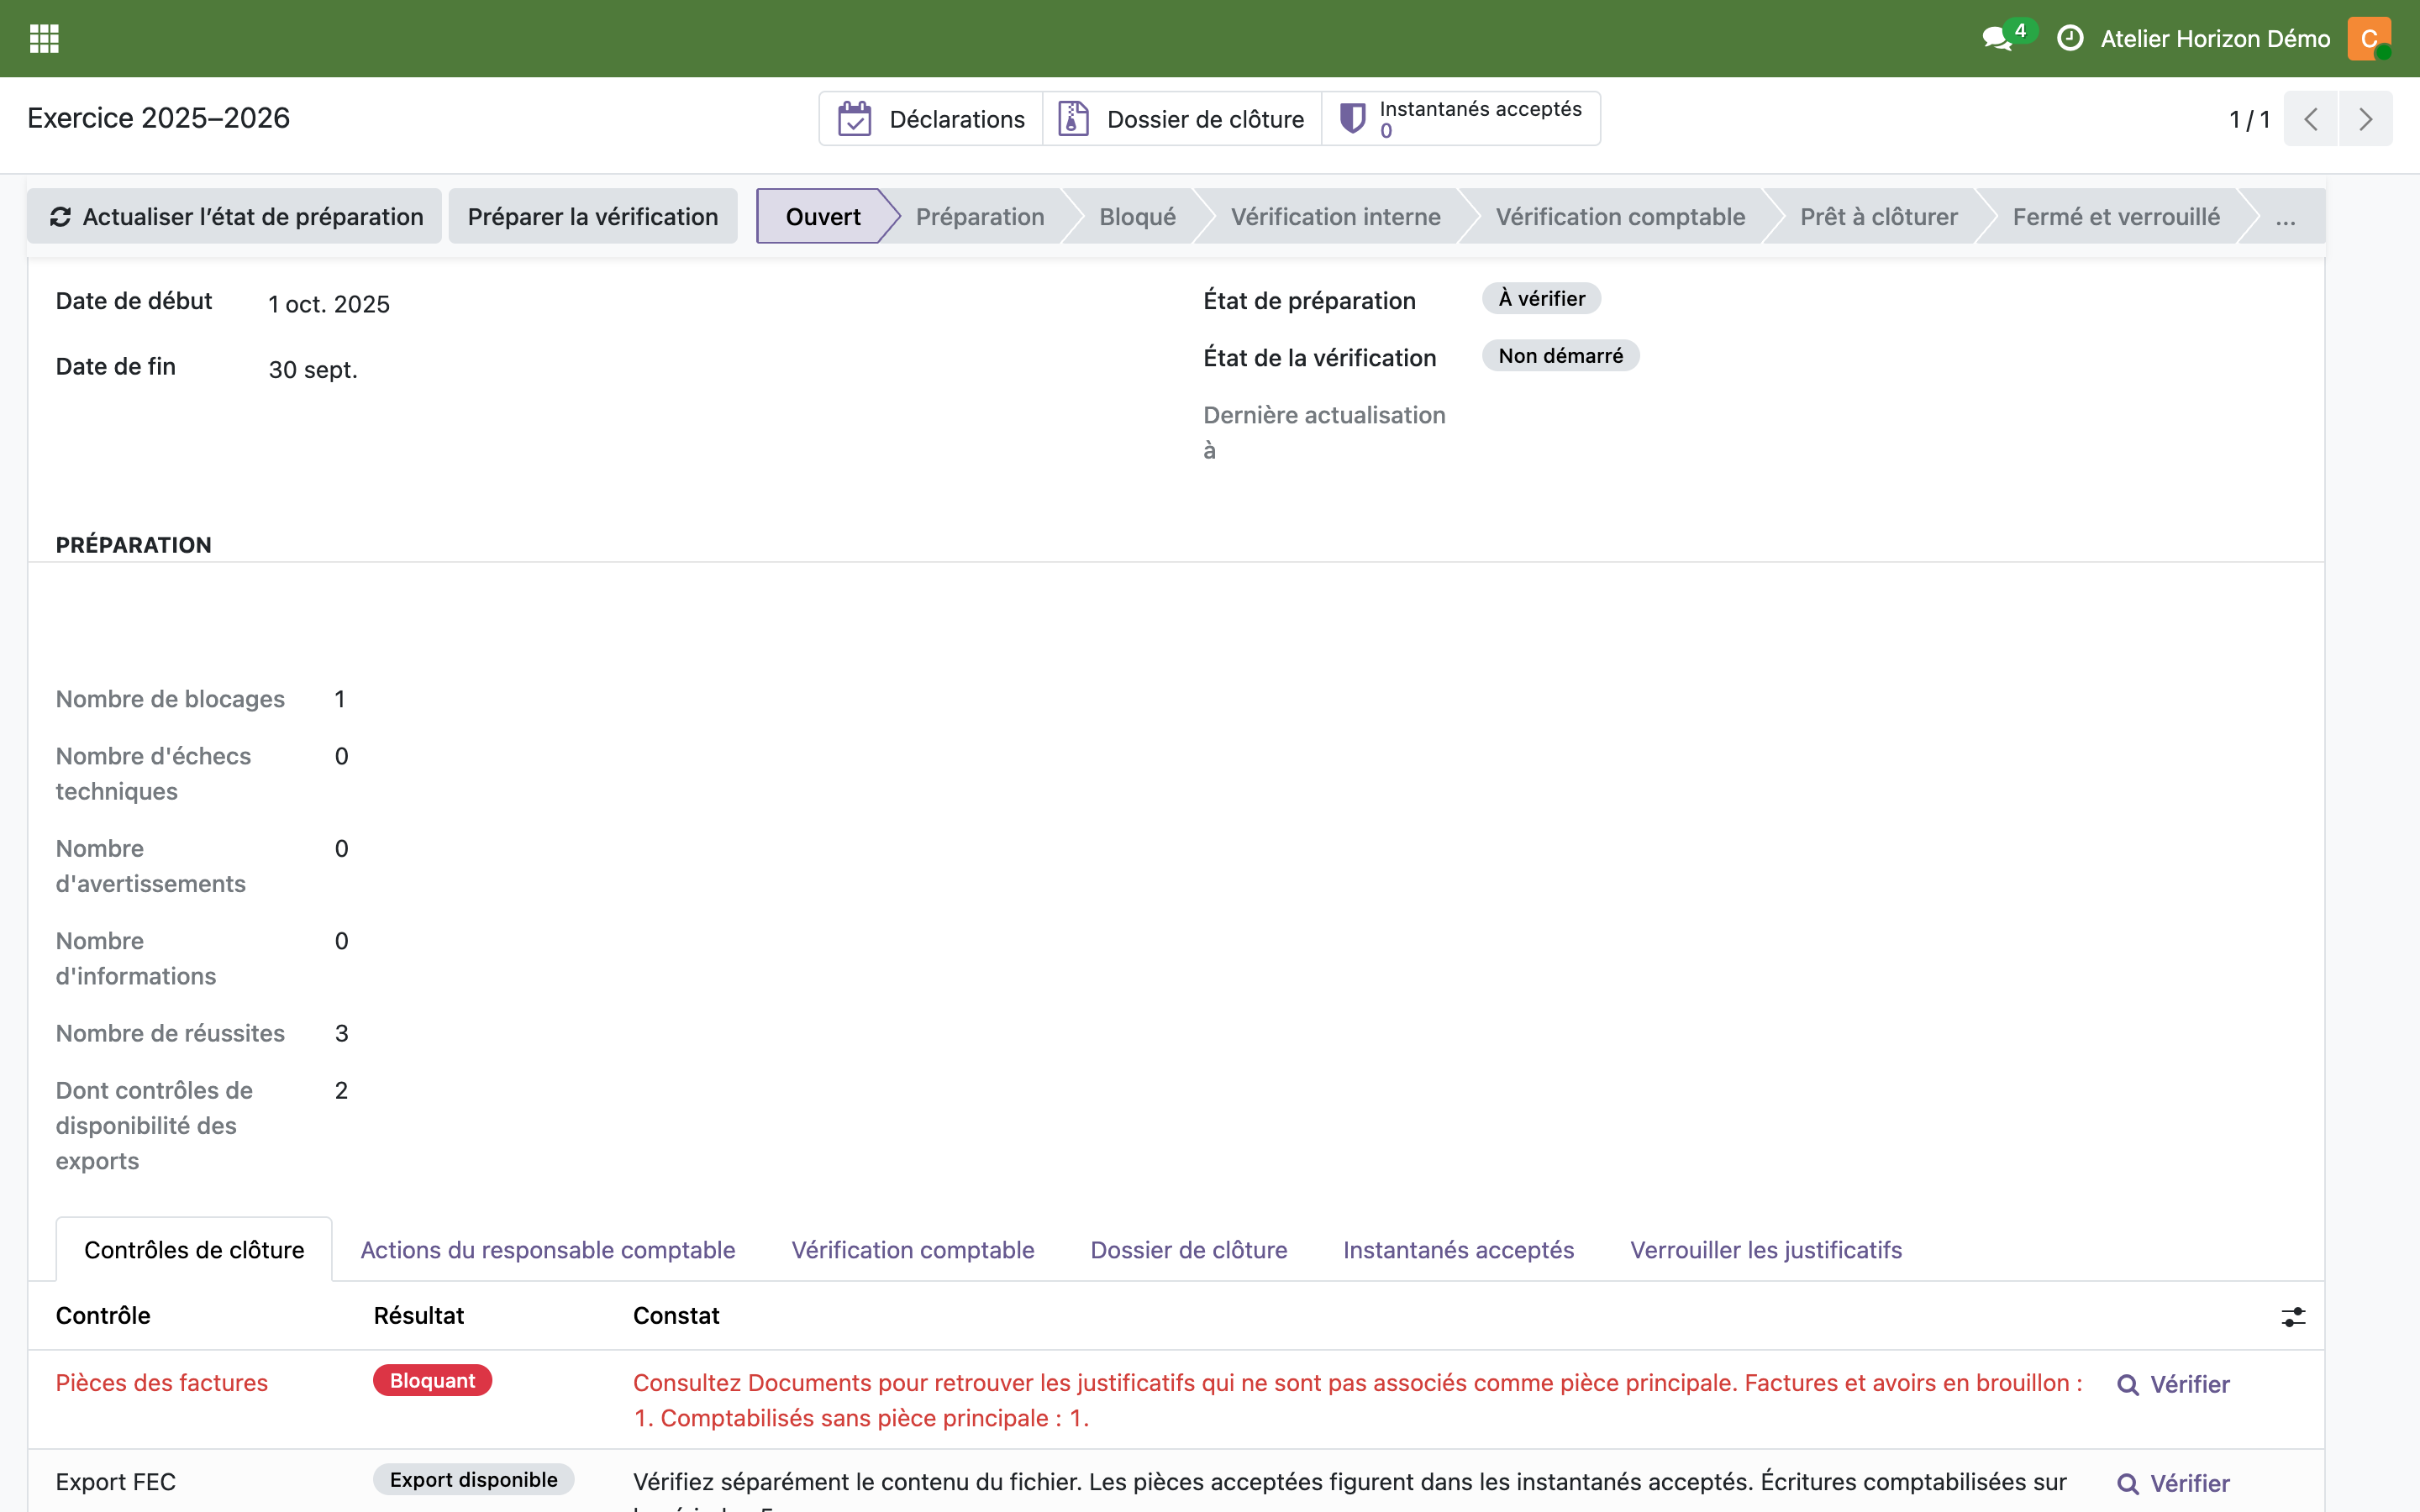 4
Atelier Horizon Démo
C
Exercice 2025–2026
Déclarations
Dossier de clôture
Instantanés acceptés
0
1 / 1
Actualiser l’état de préparation
Préparer la vérification
Ouvert
Préparation
Bloqué
Vérification interne
Vérification comptable
Prêt à clôturer
Fermé et verrouillé
...
Date de début
1 oct. 2025
Date de fin
30 sept.
État de préparation
À vérifier
État de la vérification
Non démarré
Dernière actualisation
à
PRÉPARATION
Nombre de blocages
1
Nombre d'échecs
techniques
0
Nombre
d'avertissements
0
Nombre
d'informations
0
Nombre de réussites
3
Dont contrôles de
disponibilité des
exports
2
Contrôles de clôture
Actions du responsable comptable
Vérification comptable
Dossier de clôture
Instantanés acceptés
Verrouiller les justificatifs
Contrôle
Résultat
Constat
Pièces des factures
Bloquant
Consultez Documents pour retrouver les justificatifs qui ne sont pas associés comme pièce principale. Factures et avoirs en brouillon :
1. Comptabilisés sans pièce principale : 1.
Vérifier
Export FEC
Export disponible
Vérifiez séparément le contenu du fichier. Les pièces acceptées figurent dans les instantanés acceptés. Écritures comptabilisées sur
Vérifier